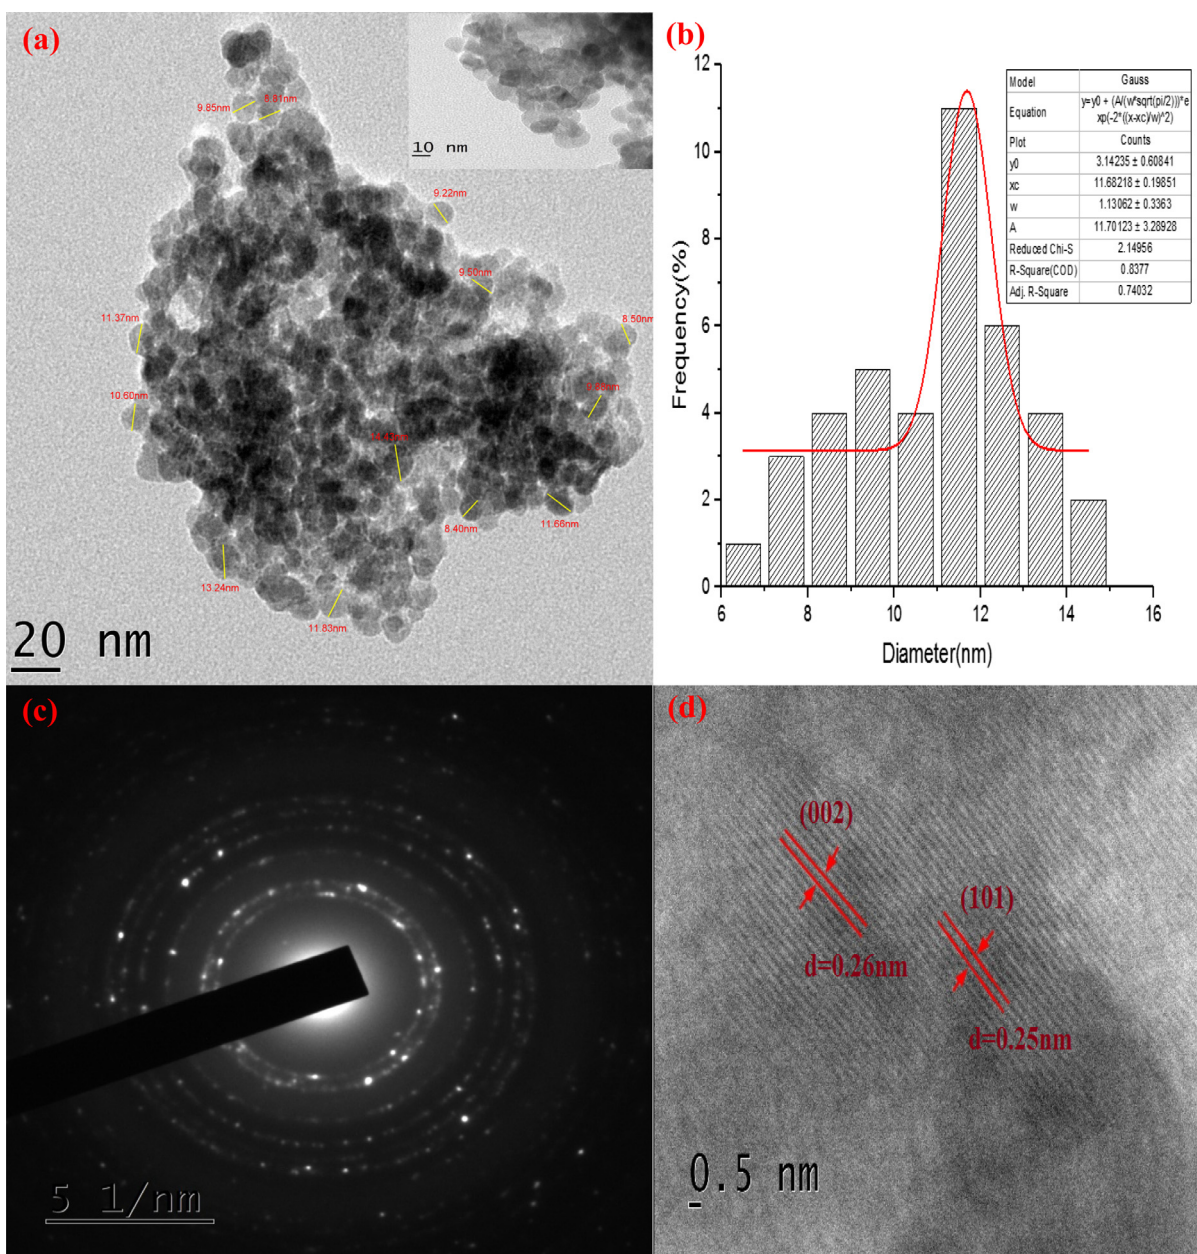 (a)
9.85nm
8.81nm
10 nm
9.22nm
9.50nm
11.37nm
8.50nm
10.60nm
11.66nm
8.40nm
13.24nm
11.83nm
20 nm
(b)
Frequency(%)
12
10
8
6
4
2
0
6
8
10
12
14
16
Diameter(nm)
Model Gauss
Equation y=y0 + (A/(w*sqrt(pi/2)))*e
xp(-2*((x-xc)/w)^2)
Plot Counts
y0 3.14235 ± 0.60841
xc 11.68218 ± 0.19851
w 1.13062 ± 0.3363
A 11.70123 ± 3.28928
Reduced Chi-S 2.14956
R-Square(COD) 0.8377
Adj. R-Square 0.74032
(c)
5 1/nm
(d)
(002)
d=0.26nm
(101)
d=0.25nm
0.5 nm